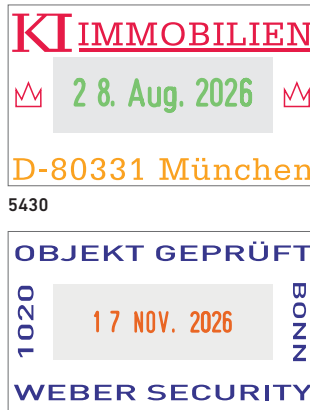 KI IMMOBILIEN
2 8. Aug. 2026
D-80331 München
5430
OBJEKT GEPRÜFT
1020
1 7 NOV. 2026
BONN
WEBER SECURITY